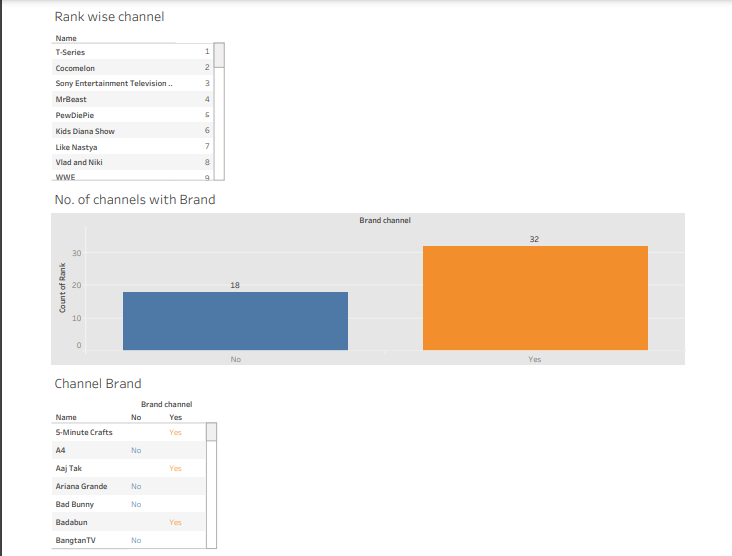 Rank wise channel
Name
T-Series 1
Cocomelon 2
Sony Entertainment Television .. 3
MrBeast 4
PewDiePie 5
Kids Diana Show 6
Like Nastya 7
Vlad and Niki 8
WWE 9
No. of channels with Brand
Brand channel
Count of Rank
30
20
10
0
18
32
No Yes
Channel Brand
Brand channel
Name No Yes
5-Minute Crafts Yes
A4 No
Aaj Tak Yes
Ariana Grande No
Bad Bunny No
Badabun Yes
BangtanTV No